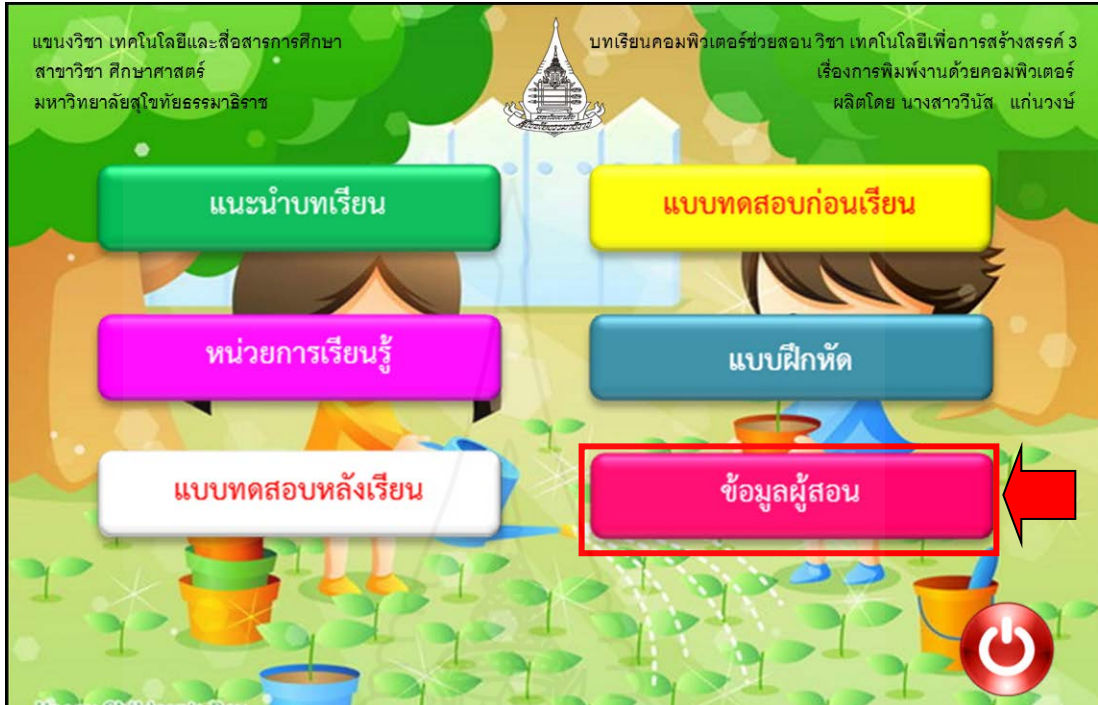 แขนงวิชา เทคโนโลยีและสื่อสารการศึกษา
สาขาวิชา ศึกษาศาสตร์
มหาวิทยาลัยสุโขทัยธรรมาธิราช
บทเรียนคอมพิวเตอร์ช่วยสอน วิชา เทคโนโลยีเพื่อการสร้างสรรค์ 3
เรื่องการพิมพ์งานด้วยคอมพิวเตอร์
ผลิตโดย นางสาววีนัส แก่นวงษ์
แนะนำบทเรียน
แบบทดสอบก่อนเรียน
หน่วยการเรียนรู้
แบบฝึกหัด
แบบทดสอบหลังเรียน
ข้อมูลผู้สอน